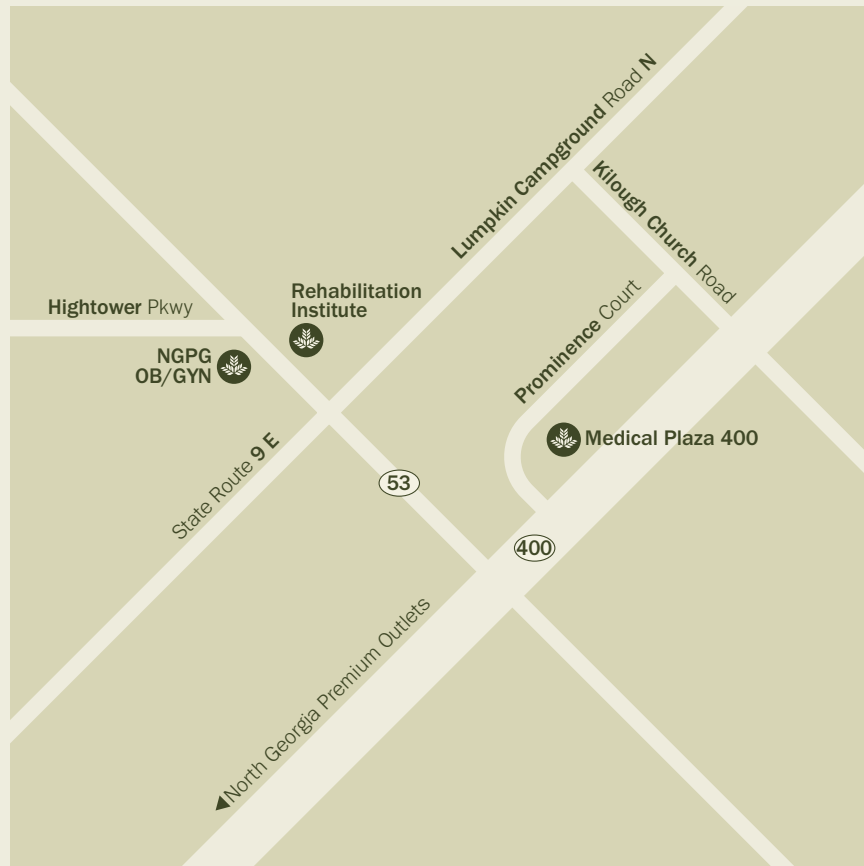 Lumpkin Campground Road N
Kilough Church Road
Rehabilitation
Institute
Hightower Pkwy
NGPG
OB/GYN
Prominence Court
Medical Plaza 400
State Route 9 E
53
400
North Georgia Premium Outlets